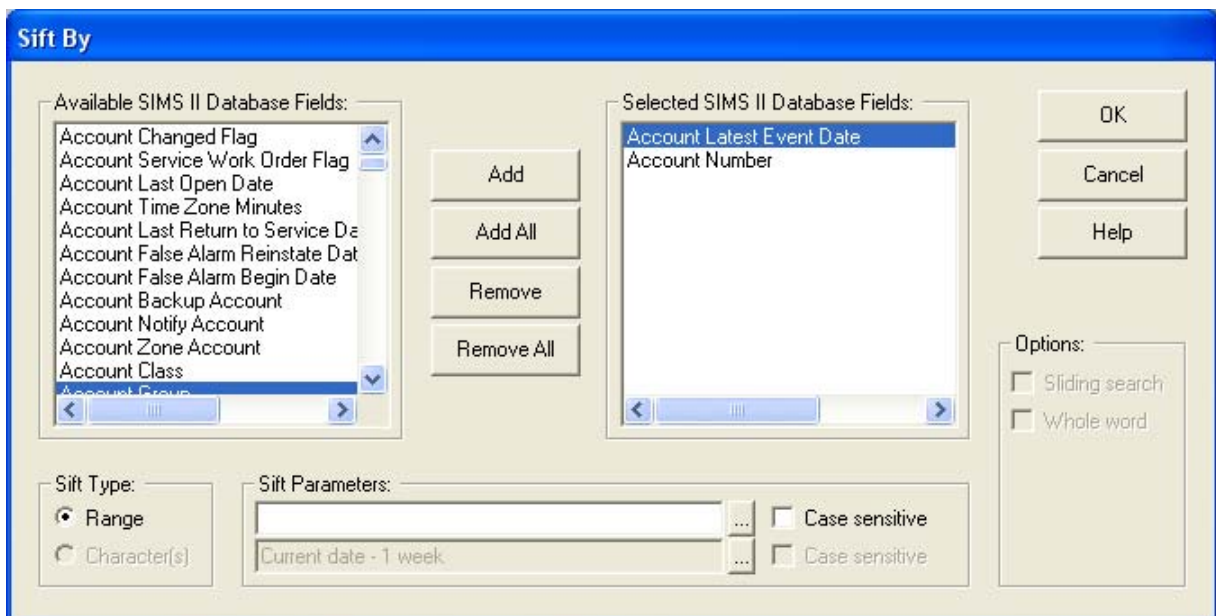 Sift By
Available SIMS II Database Fields:
Account Changed Flag
Account Service Work Order Flag
Account Last Open Date
Account Time Zone Minutes
Account Last Return to Service Da
Account False Alarm Reinstate Dat
Account False Alarm Begin Date
Account Backup Account
Account Notify Account
Account Zone Account
Account Class
Account Group
Add
Add All
Remove
Remove All
Selected SIMS II Database Fields:
Account Latest Event Date
Account Number
OK
Cancel
Help
Options:
Sliding search
Whole word
Sift Type:
Range
Character(s)
Sift Parameters:
... Case sensitive
Current date - 1 week ... Case sensitive